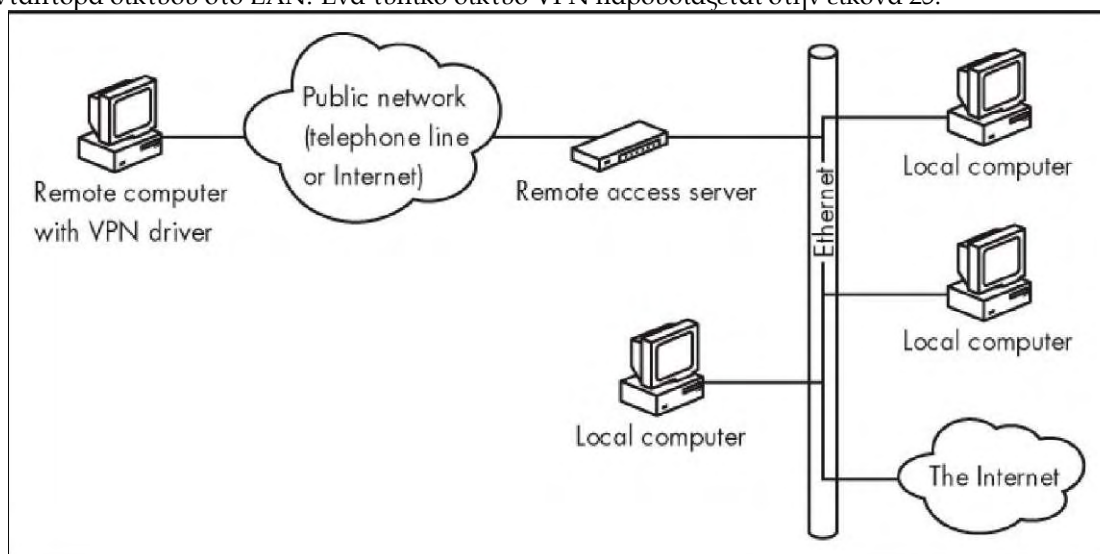 δικτύου στο LAN. Ένα τυπικό δίκτυο VPN παρουσιάζεται στην εικόνα 25.
Public network
(telephone line
or Internet)
Remote computer
with VPN driver
Remote access server
Ethernet
Local computer
Local computer
Local computer
The Internet